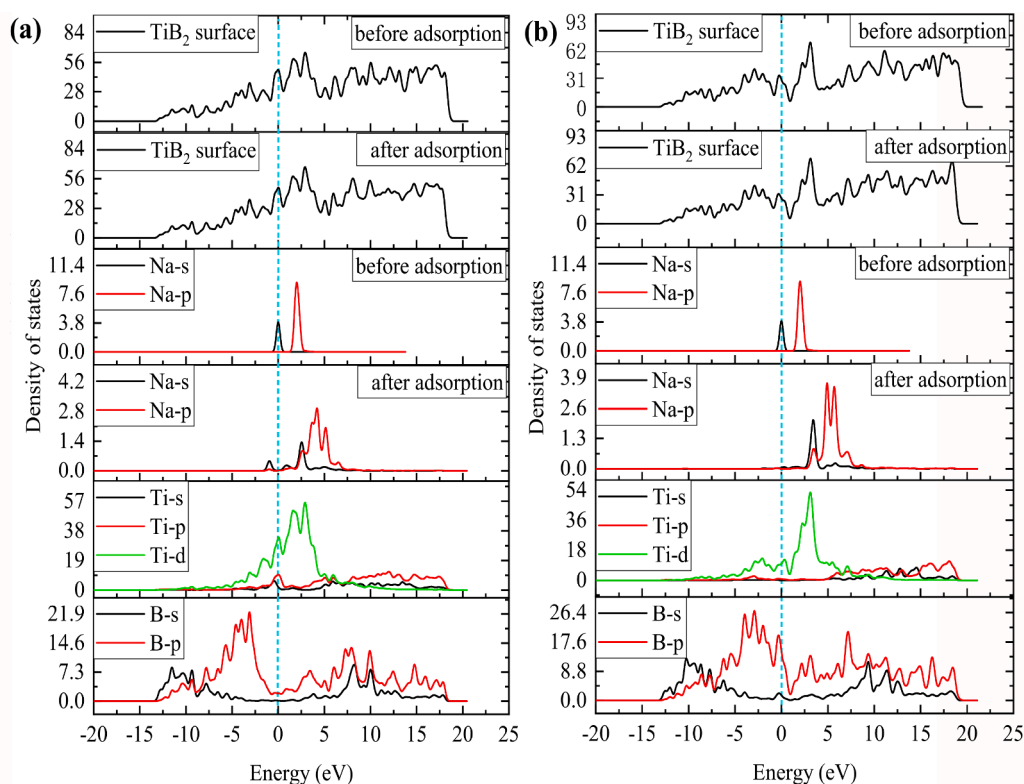 (a)
Density of states
84
56
28
0
TiB₂ surface
before adsorption
84
56
28
0
TiB₂ surface
after adsorption
11.4
7.6
3.8
0.0
Na-s
Na-p
before adsorption
4.2
2.8
1.4
0.0
Na-s
Na-p
after adsorption
57
38
19
0
Ti-s
Ti-p
Ti-d
21.9
14.6
7.3
0.0
B-s
B-p
-20 -15 -10 -5 0 5 10 15 20 25
Energy (eV)
(b)
Density of states
93
62
31
0
TiB₂ surface
before adsorption
93
62
31
0
TiB₂ surface
after adsorption
11.4
7.6
3.8
0.0
Na-s
Na-p
before adsorption
3.9
2.6
1.3
0.0
Na-s
Na-p
after adsorption
54
36
18
0
Ti-s
Ti-p
Ti-d
26.4
17.6
8.8
0.0
B-s
B-p
-20 -15 -10 -5 0 5 10 15 20 25
Energy (eV)